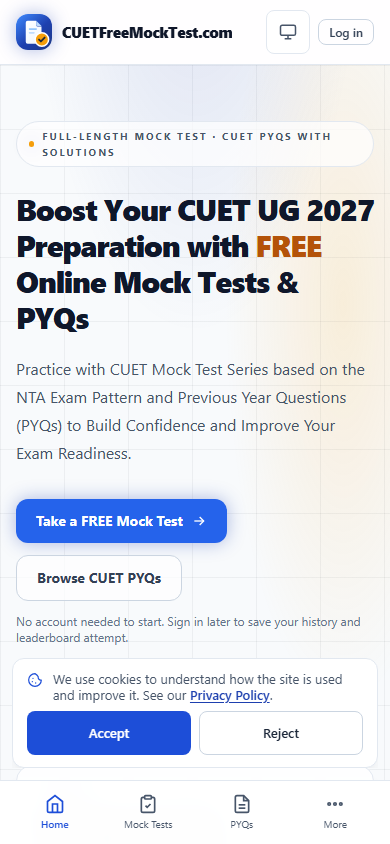 CUETFreeMockTest.com
Log in
FULL-LENGTH MOCK TEST · CUET PYQS WITH
SOLUTIONS
Boost Your CUET UG 2027
Preparation with FREE
Online Mock Tests &
PYQs
Practice with CUET Mock Test Series based on the
NTA Exam Pattern and Previous Year Questions
(PYQs) to Build Confidence and Improve Your
Exam Readiness.
Take a FREE Mock Test →
Browse CUET PYQs
No account needed to start. Sign in later to save your history and
leaderboard attempt.
We use cookies to understand how the site is used
and improve it. See our Privacy Policy.
Accept
Reject
Home
Mock Tests
PYQs
More